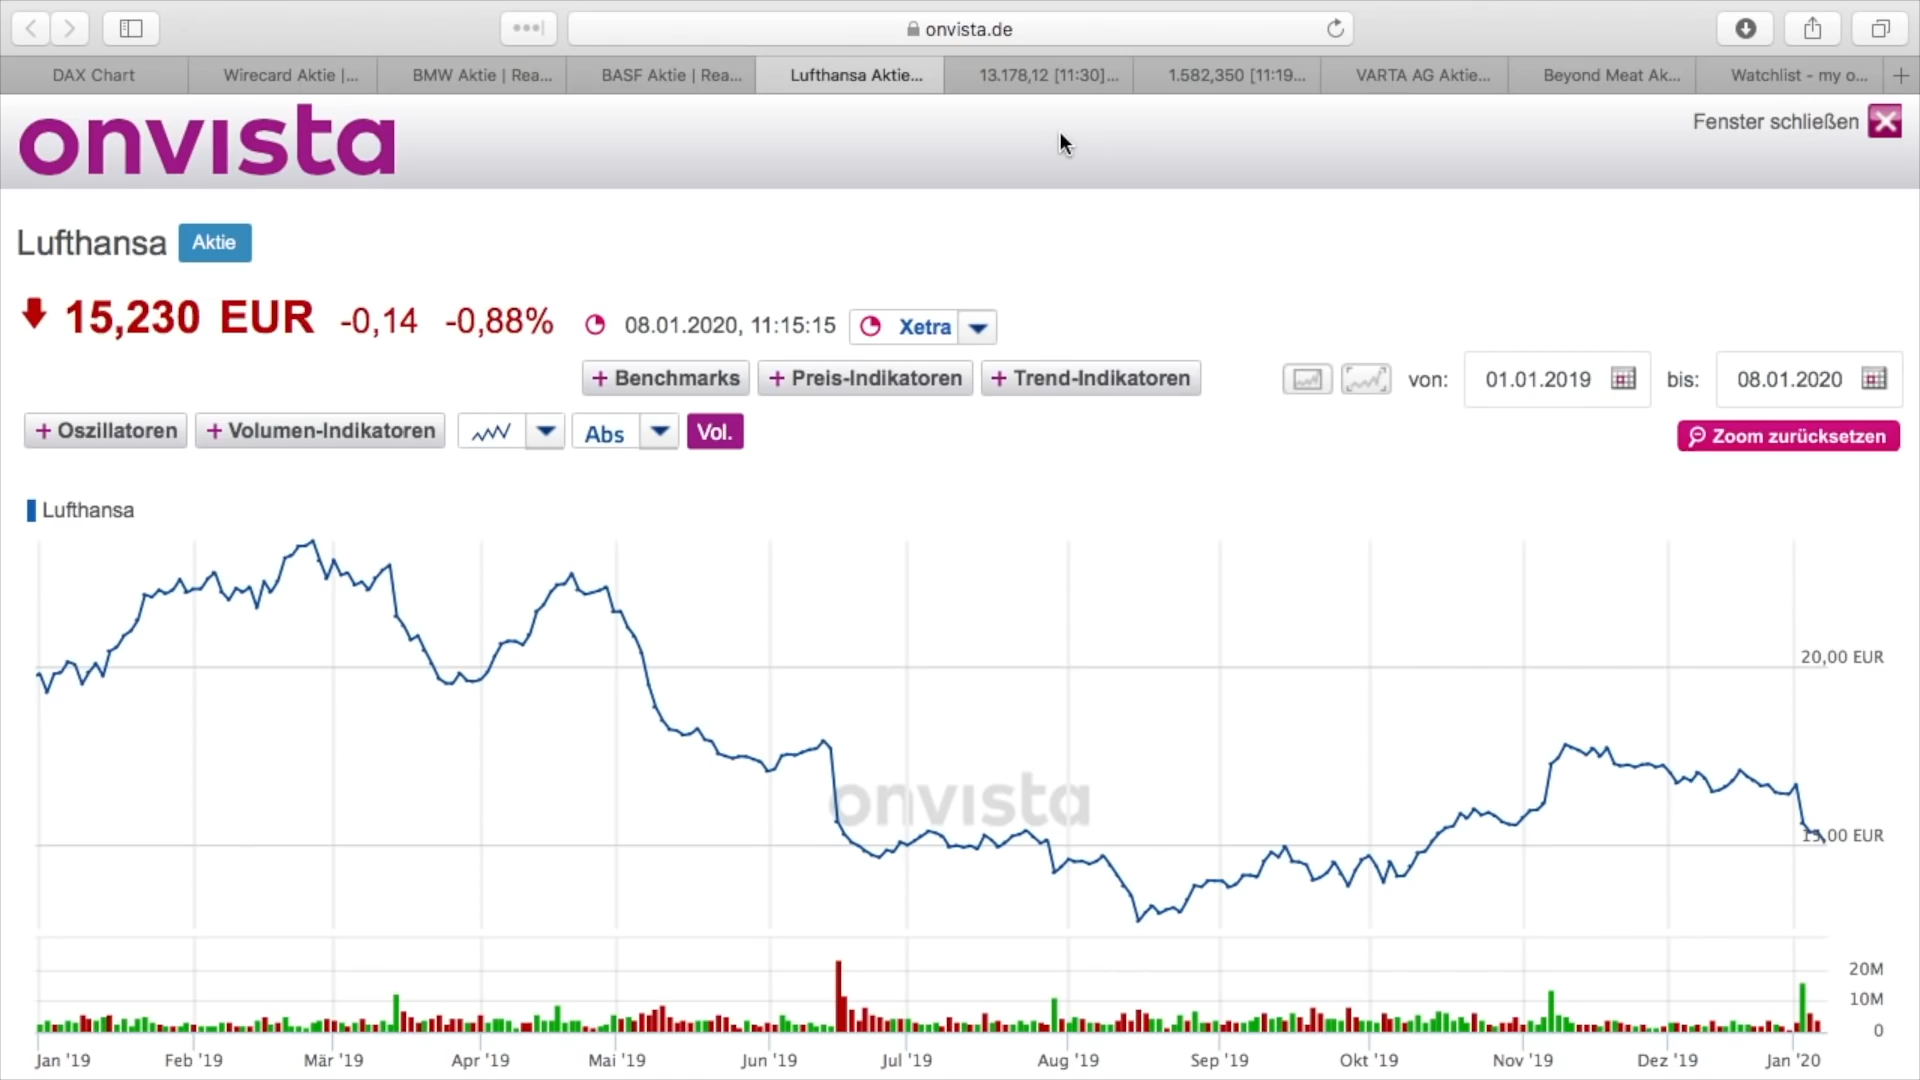 onvista.de
DAX Chart
Wirecard Aktie |...
BMW Aktie | Rea...
BASF Aktie | Rea...
Lufthansa Aktie...
13.178,12 [11:30]...
1.582,350 [11:19...
VARTA AG Aktie...
Beyond Meat Ak...
Watchlist - my o...
onvista
Fenster schließen
Lufthansa Aktie
15,230 EUR -0,14 -0,88% 08.01.2020, 11:15:15 Xetra
+ Benchmarks + Preis-Indikatoren + Trend-Indikatoren von: 01.01.2019 bis: 08.01.2020
+ Oszillatoren + Volumen-Indikatoren Abs Vol. Zoom zurücksetzen
Lufthansa
20,00 EUR
onvista
15,00 EUR
20M
10M
0
Jan '19 Feb '19 Mär '19 Apr '19 Mai '19 Jun '19 Jul '19 Aug '19 Sep '19 Okt '19 Nov '19 Dez '19 Jan '20